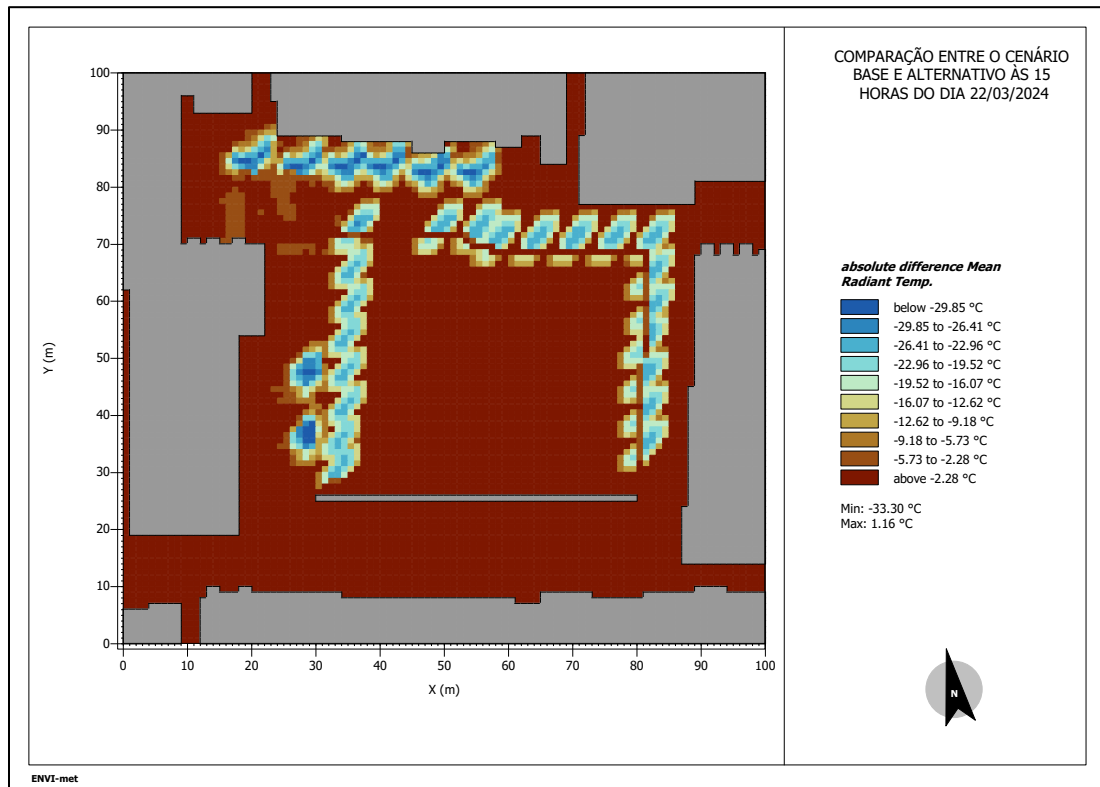 COMPARAÇÃO ENTRE O CENÁRIO
BASE E ALTERNATIVO ÀS 15
HORAS DO DIA 22/03/2024
100
90
80
70
60
50
40
30
20
10
0
Y (m)
0 10 20 30 40 50 60 70 80 90 100
X (m)
absolute difference Mean
Radiant Temp.
below -29.85 °C
-29.85 to -26.41 °C
-26.41 to -22.96 °C
-22.96 to -19.52 °C
-19.52 to -16.07 °C
-16.07 to -12.62 °C
-12.62 to -9.18 °C
-9.18 to -5.73 °C
-5.73 to -2.28 °C
above -2.28 °C
Min: -33.30 °C
Max: 1.16 °C
N
ENVI-met